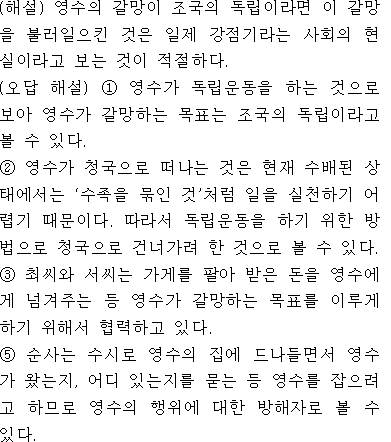 (해설) 영수의 갈망이 조국의 독립이라면 이 갈망
을 불러일으킨 것은 일제 강점기라는 사회의 현
실이라고 보는 것이 적절하다.
(오답 해설) ① 영수가 독립운동을 하는 것으로
보아 영수가 갈망하는 목표는 조국의 독립이라고
볼 수 있다.
② 영수가 청국으로 떠나는 것은 현재 수배된 상
태에서는 ‘수족을 묶인 것’처럼 일을 실천하기 어
렵기 때문이다. 따라서 독립운동을 하기 위한 방
법으로 청국으로 건너가려 한 것으로 볼 수 있다.
③ 최씨와 서씨는 가게를 팔아 받은 돈을 영수에
게 넘겨주는 등 영수가 갈망하는 목표를 이루게
하기 위해서 협력하고 있다.
⑤ 순사는 수시로 영수의 집에 드나들면서 영수
가 왔는지, 어디 있는지를 묻는 등 영수를 잡으려
고 하므로 영수의 행위에 대한 방해자로 볼 수
있다.